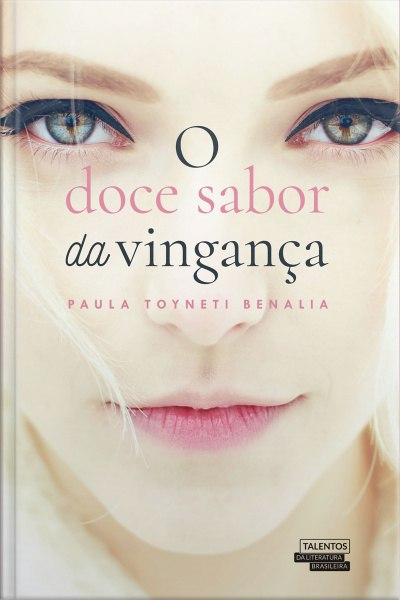 O
doce sabor
da vingança
PAULA TOYNETI BENALIA
TALENTOS
DA LITERATURA
BRASILEIRA